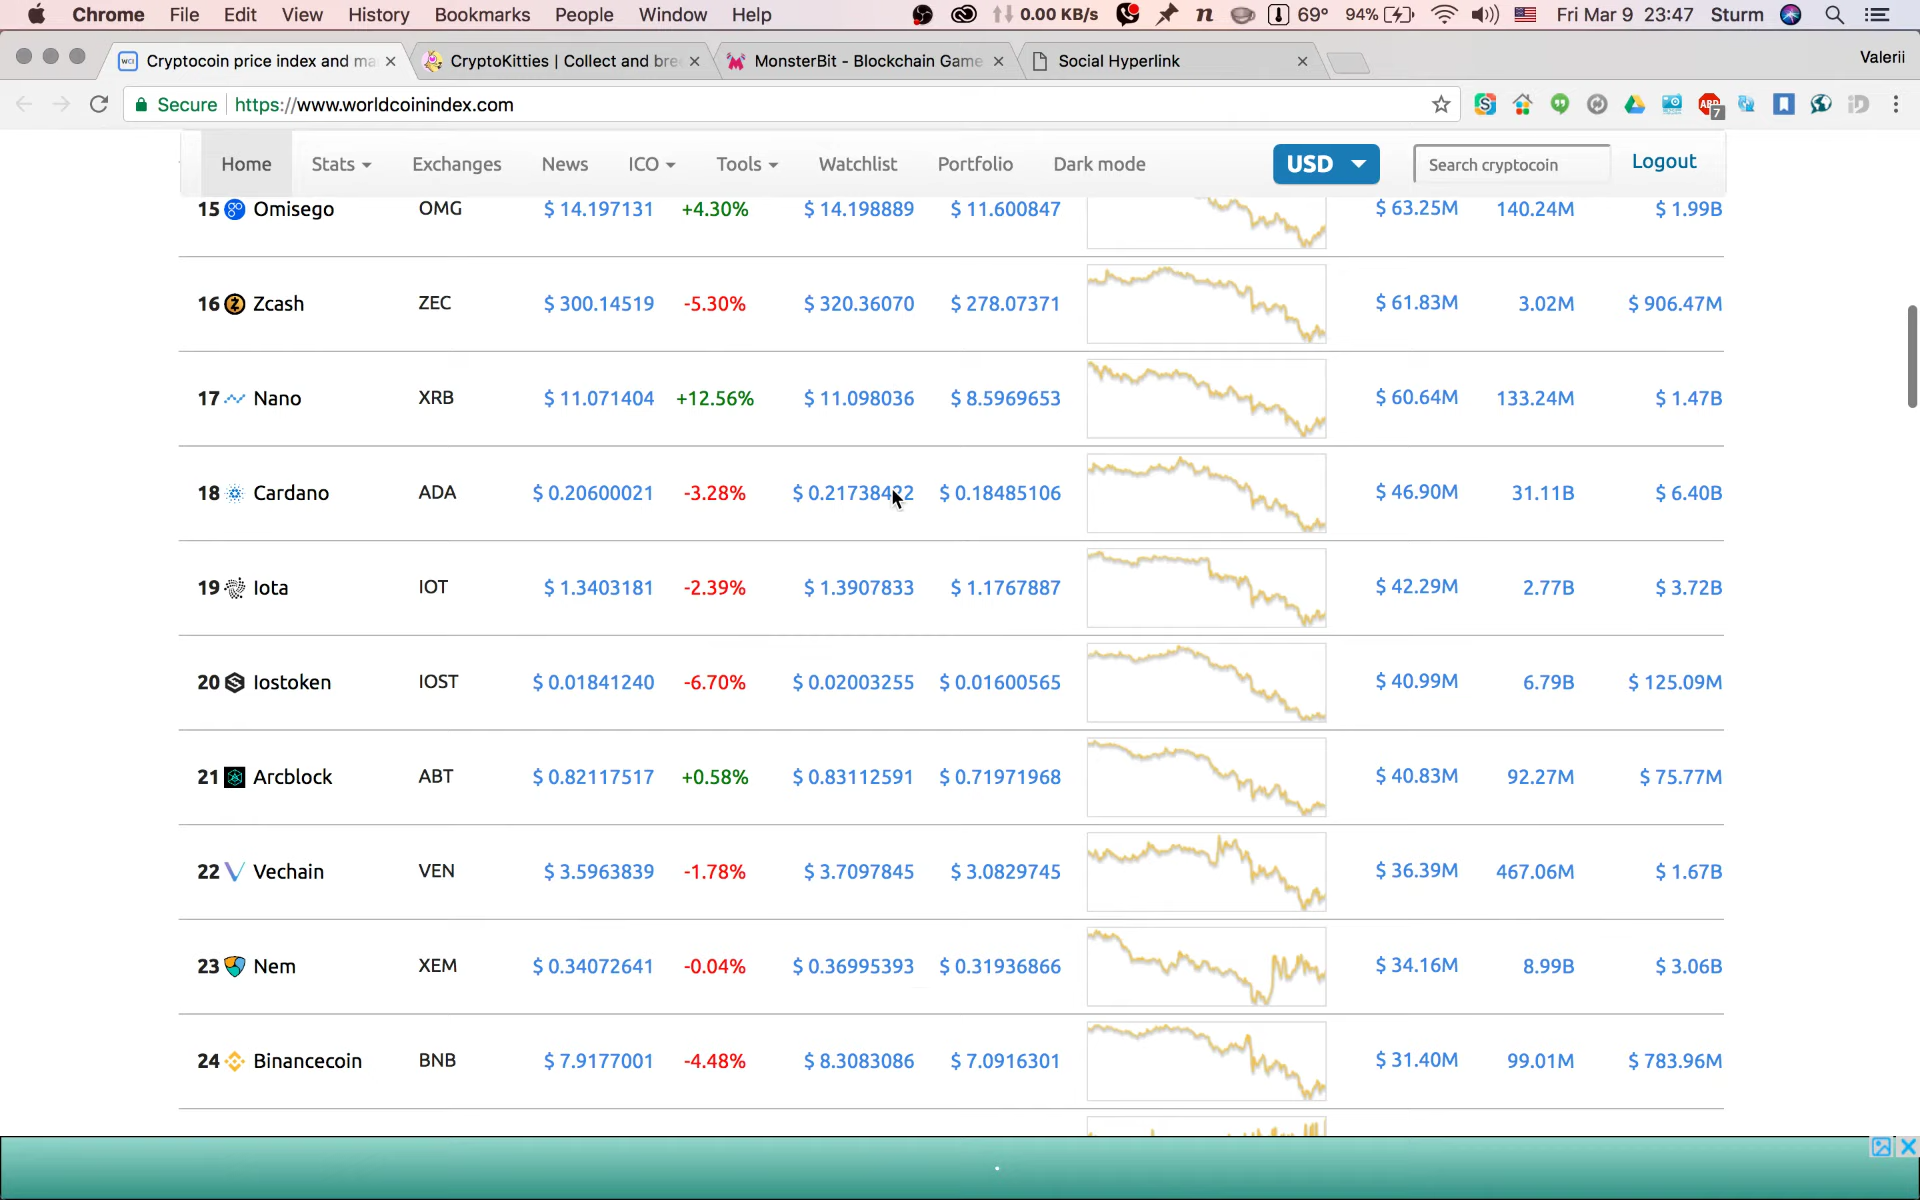 Chrome File Edit View History Bookmarks People Window Help 0.00 KB/s 69° 94% Fri Mar 9 23:47 Sturm
Cryptocoin price index and ma CryptoKitties | Collect and bre MonsterBit - Blockchain Game Social Hyperlink Valerii
Secure https://www.worldcoinindex.com ABP 7
Home Stats Exchanges News ICO Tools Watchlist Portfolio Dark mode USD Search cryptocoin Logout
15 Omisego OMG $ 14.197131 +4.30% $ 14.198889 $ 11.600847 $ 63.25M 140.24M $ 1.99B
16 Zcash ZEC $ 300.14519 -5.30% $ 320.36070 $ 278.07371 $ 61.83M 3.02M $ 906.47M
17 Nano XRB $ 11.071404 +12.56% $ 11.098036 $ 8.5969653 $ 60.64M 133.24M $ 1.47B
18 Cardano ADA $ 0.20600021 -3.28% $ 0.18485106 $ 46.90M 31.11B $ 6.40B
19 Iota IOT $ 1.3403181 -2.39% $ 1.3907833 $ 1.1767887 $ 42.29M 2.77B $ 3.72B
20 Iostoken IOST $ 0.01841240 -6.70% $ 0.02003255 $ 0.01600565 $ 40.99M 6.79B $ 125.09M
21 Arcblock ABT $ 0.82117517 +0.58% $ 0.83112591 $ 0.71971968 $ 40.83M 92.27M $ 75.77M
22 Vechain VEN $ 3.5963839 -1.78% $ 3.7097845 $ 3.0829745 $ 36.39M 467.06M $ 1.67B
23 Nem XEM $ 0.34072641 -0.04% $ 0.36995393 $ 0.31936866 $ 34.16M 8.99B $ 3.06B
24 Binancecoin BNB $ 7.9177001 -4.48% $ 8.3083086 $ 7.0916301 $ 31.40M 99.01M $ 783.96M